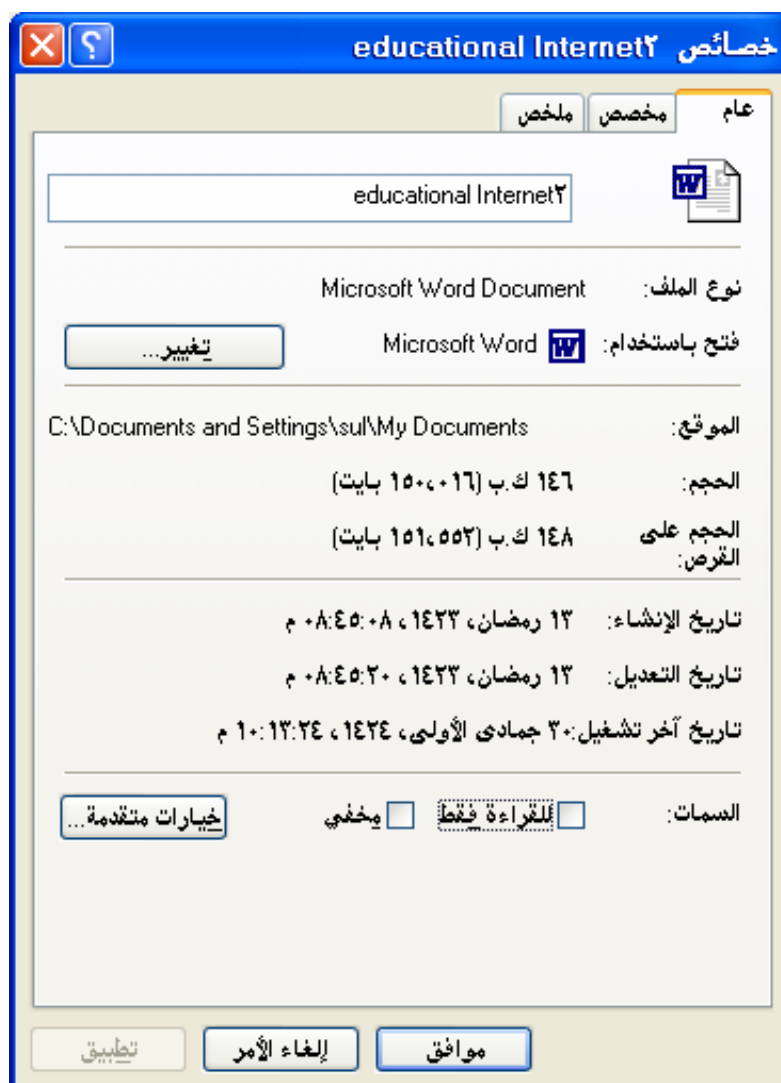 خصائص educational Internet٢
عام مخصص ملخص
educational Internet٢
نوع الملف: Microsoft Word Document
فتح باستخدام: Microsoft Word تغيير...
الموقع: C:\Documents and Settings\sul\My Documents
الحجم: ١٤٦ ك.ب (١٥٠،٠١٦ بايت)
الحجم على القرص: ١٤٨ ك.ب (١٥١،٥٥٢ بايت)
تاريخ الإنشاء: ١٣ رمضان، ١٤٢٣، ٠٨:٤٥:٠٨ م
تاريخ التعديل: ١٣ رمضان، ١٤٢٣، ٠٨:٤٥:٢٠ م
تاريخ آخر تشغيل: ٣٠ جمادى الأولى، ١٤٢٤، ١٠:١٣:٢٤ م
السمات: للقراءة فقط مخفي خيارات متقدمة...
موافق إلغاء الأمر تطبيق